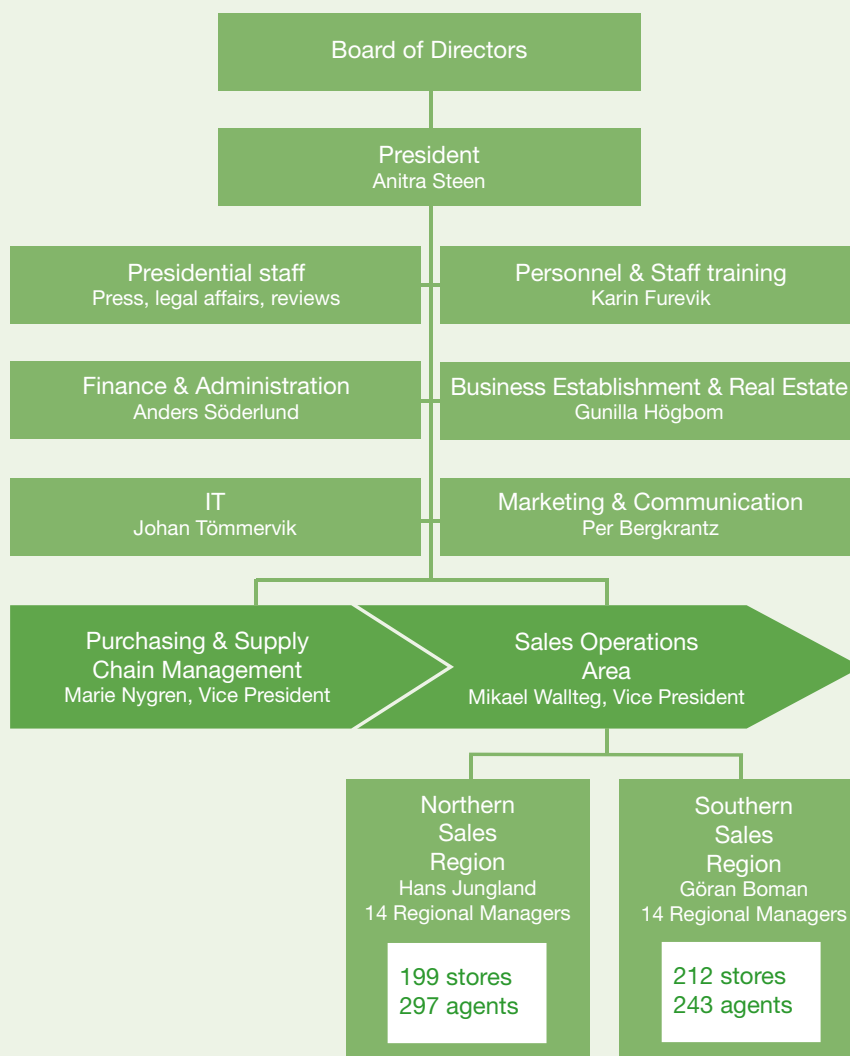 Board of Directors
President
Anitra Steen
Presidential staff
Press, legal affairs, reviews
Personnel & Staff training
Karin Furevik
Finance & Administration
Anders Söderlund
Business Establishment & Real Estate
Gunilla Högbom
IT
Johan Tömmervik
Marketing & Communication
Per Bergkrantz
Purchasing & Supply
Chain Management
Marie Nygren, Vice President
Sales Operations
Area
Mikael Wallteg, Vice President
Northern
Sales
Region
Hans Jungland
14 Regional Managers
199 stores
297 agents
Southern
Sales
Region
Göran Boman
14 Regional Managers
212 stores
243 agents